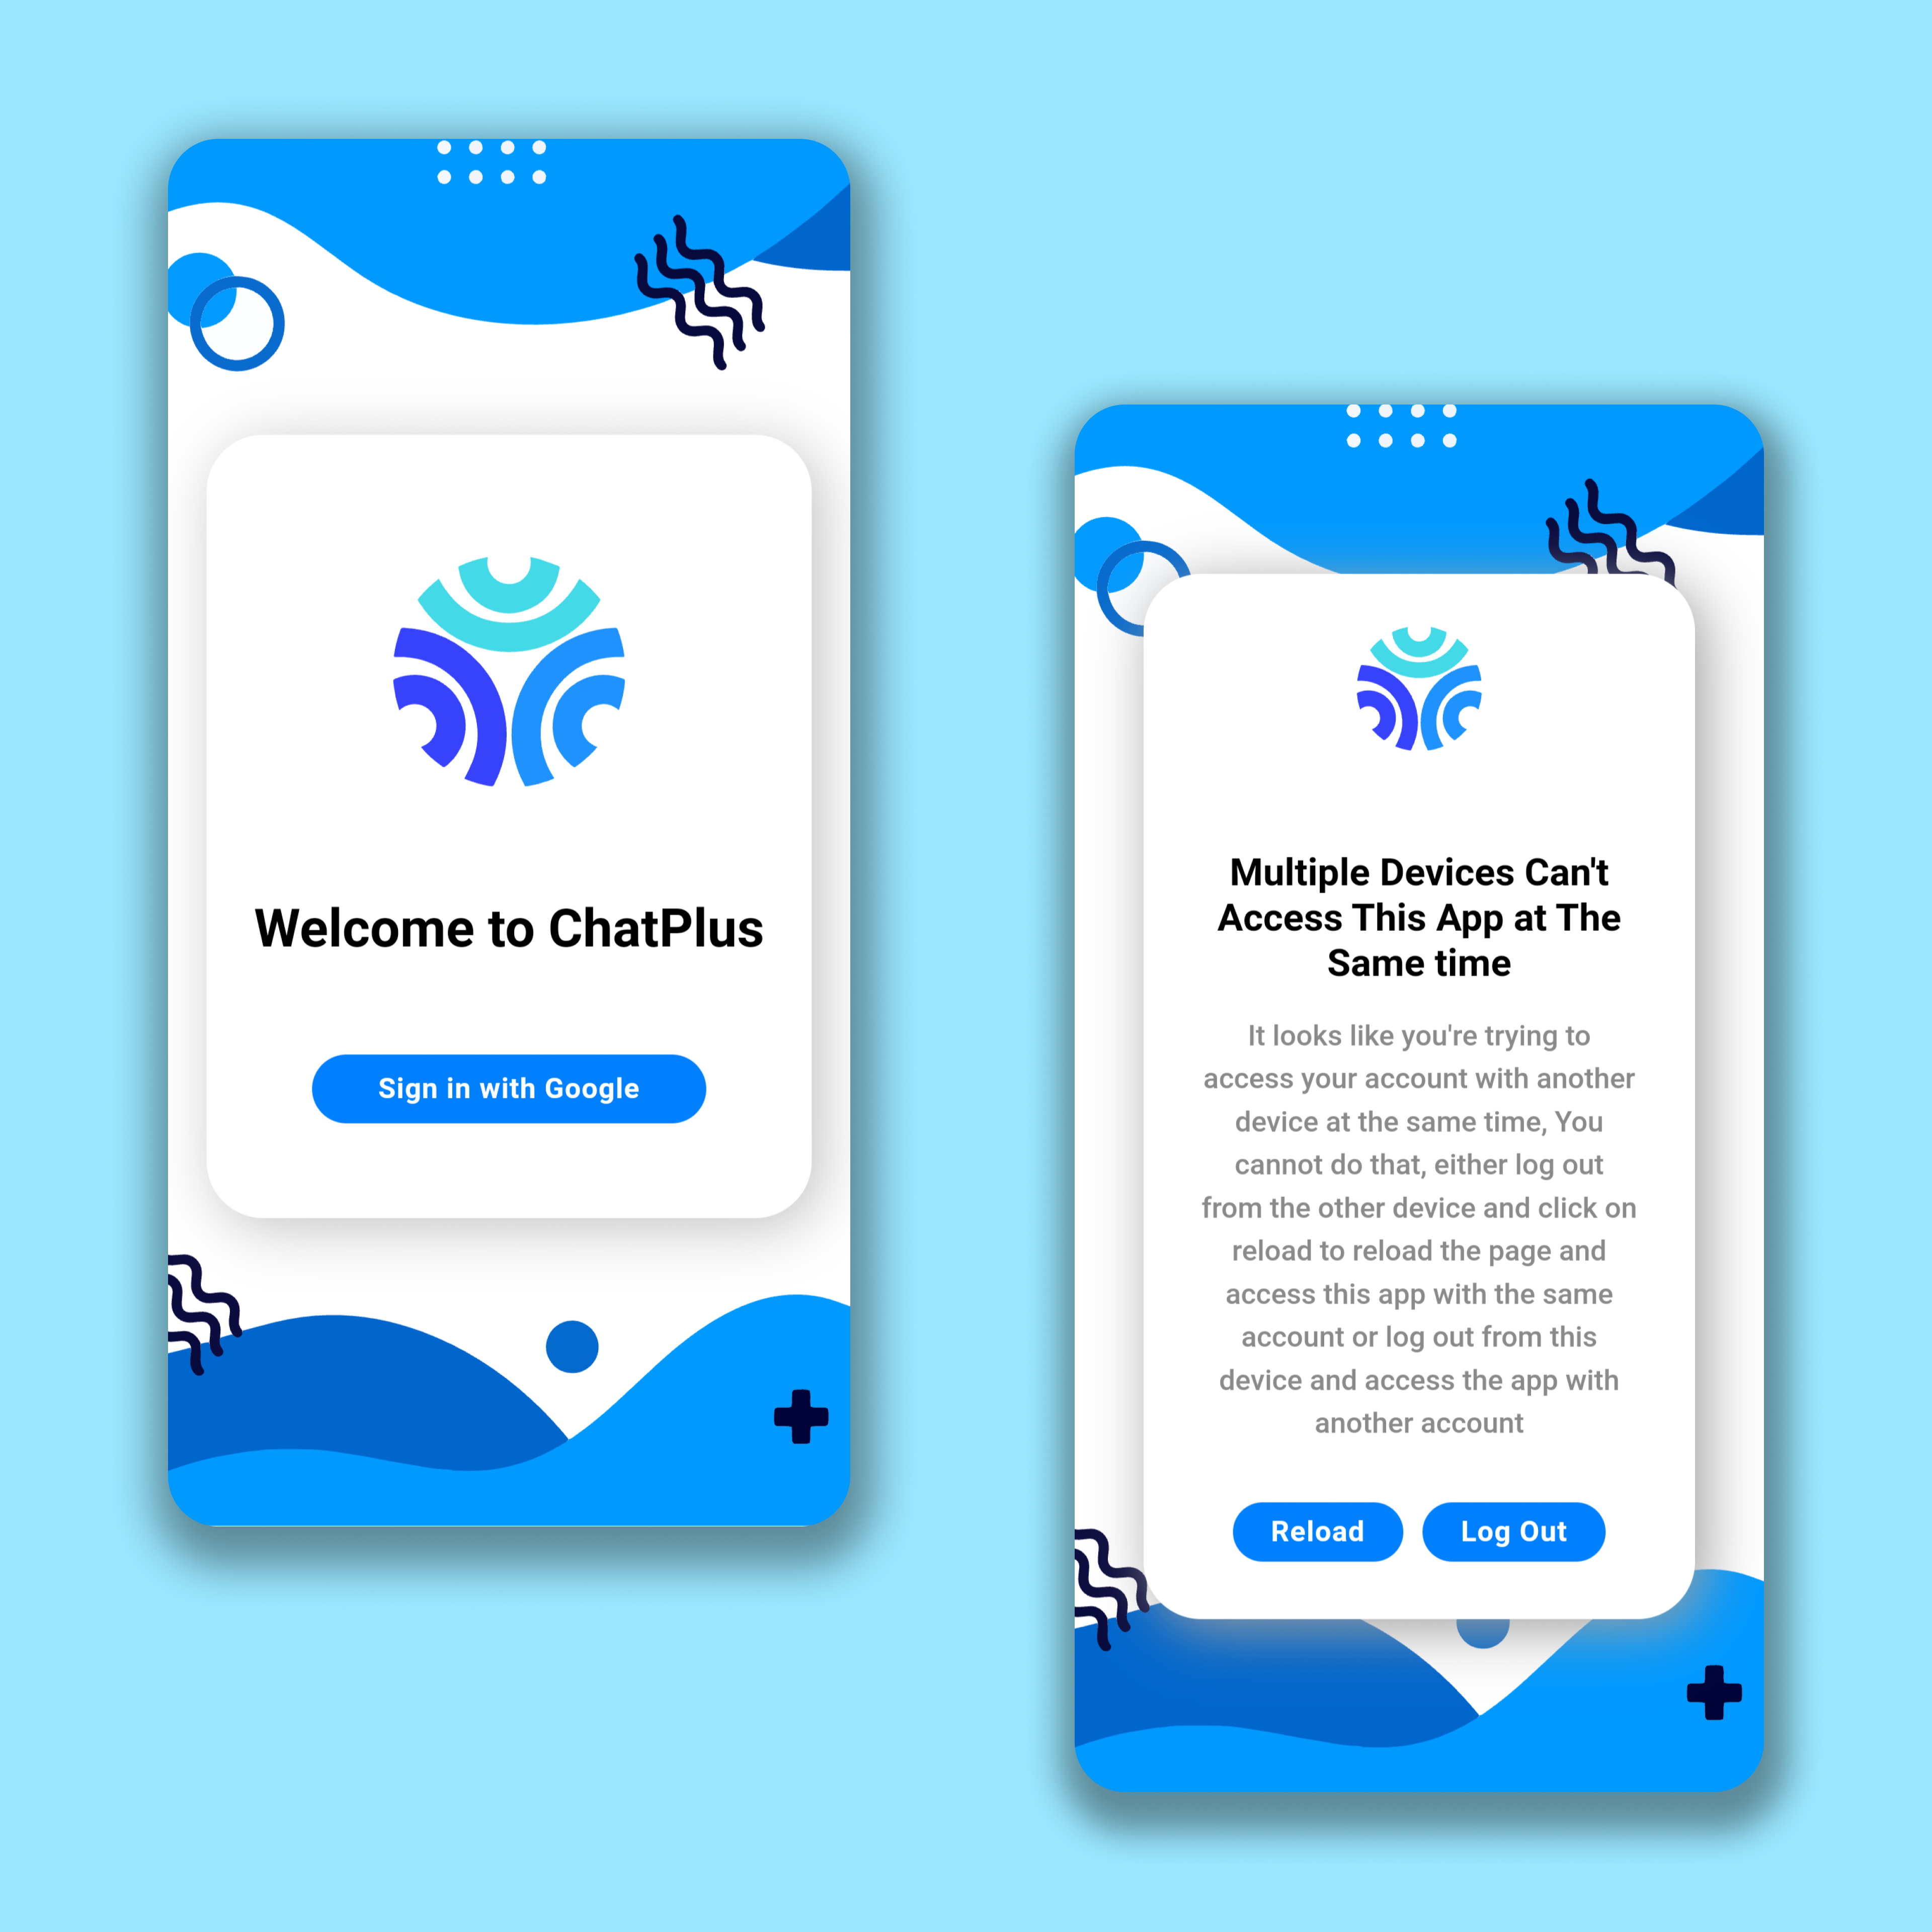 Welcome to ChatPlus
Sign in with Google
Multiple Devices Can't
Access This App at The
Same time
It looks like you're trying to
access your account with another
device at the same time, You
cannot do that, either log out
from the other device and click on
reload to reload the page and
access this app with the same
account or log out from this
device and access the app with
another account
Reload
Log Out